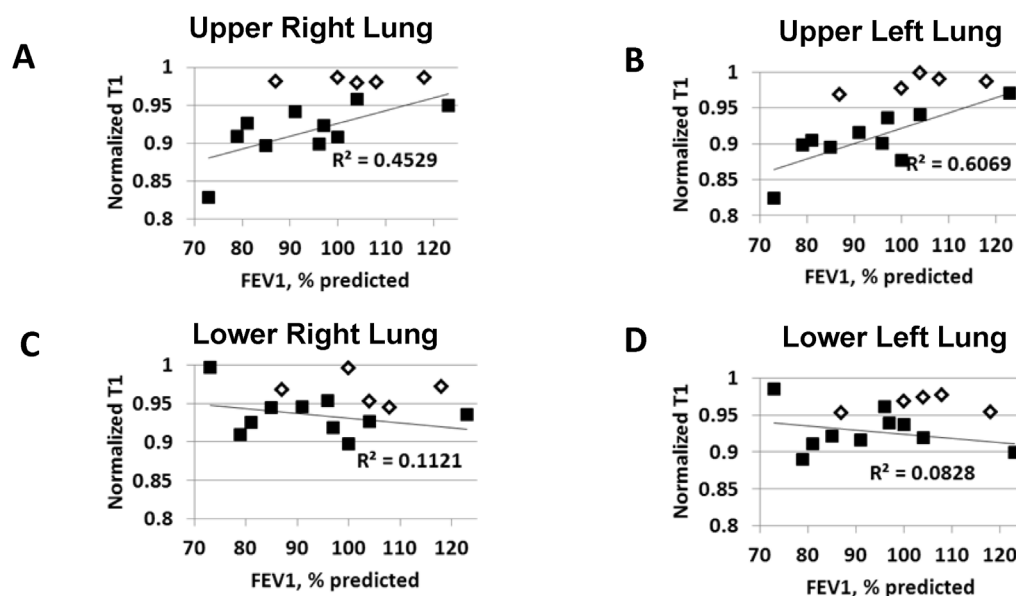 A
Upper Right Lung
Normalized T1
1
0.95
0.9
0.85
0.8
R² = 0.4529
70 80 90 100 110 120
FEV1, % predicted
B
Upper Left Lung
Normalized T1
1
0.95
0.9
0.85
0.8
R² = 0.6069
70 80 90 100 110 120
FEV1, % predicted
C
Lower Right Lung
Normalized T1
1
0.95
0.9
0.85
0.8
R² = 0.1121
70 80 90 100 110 120
FEV1, % predicted
D
Lower Left Lung
Normalized T1
1
0.95
0.9
0.85
0.8
R² = 0.0828
70 80 90 100 110 120
FEV1, % predicted